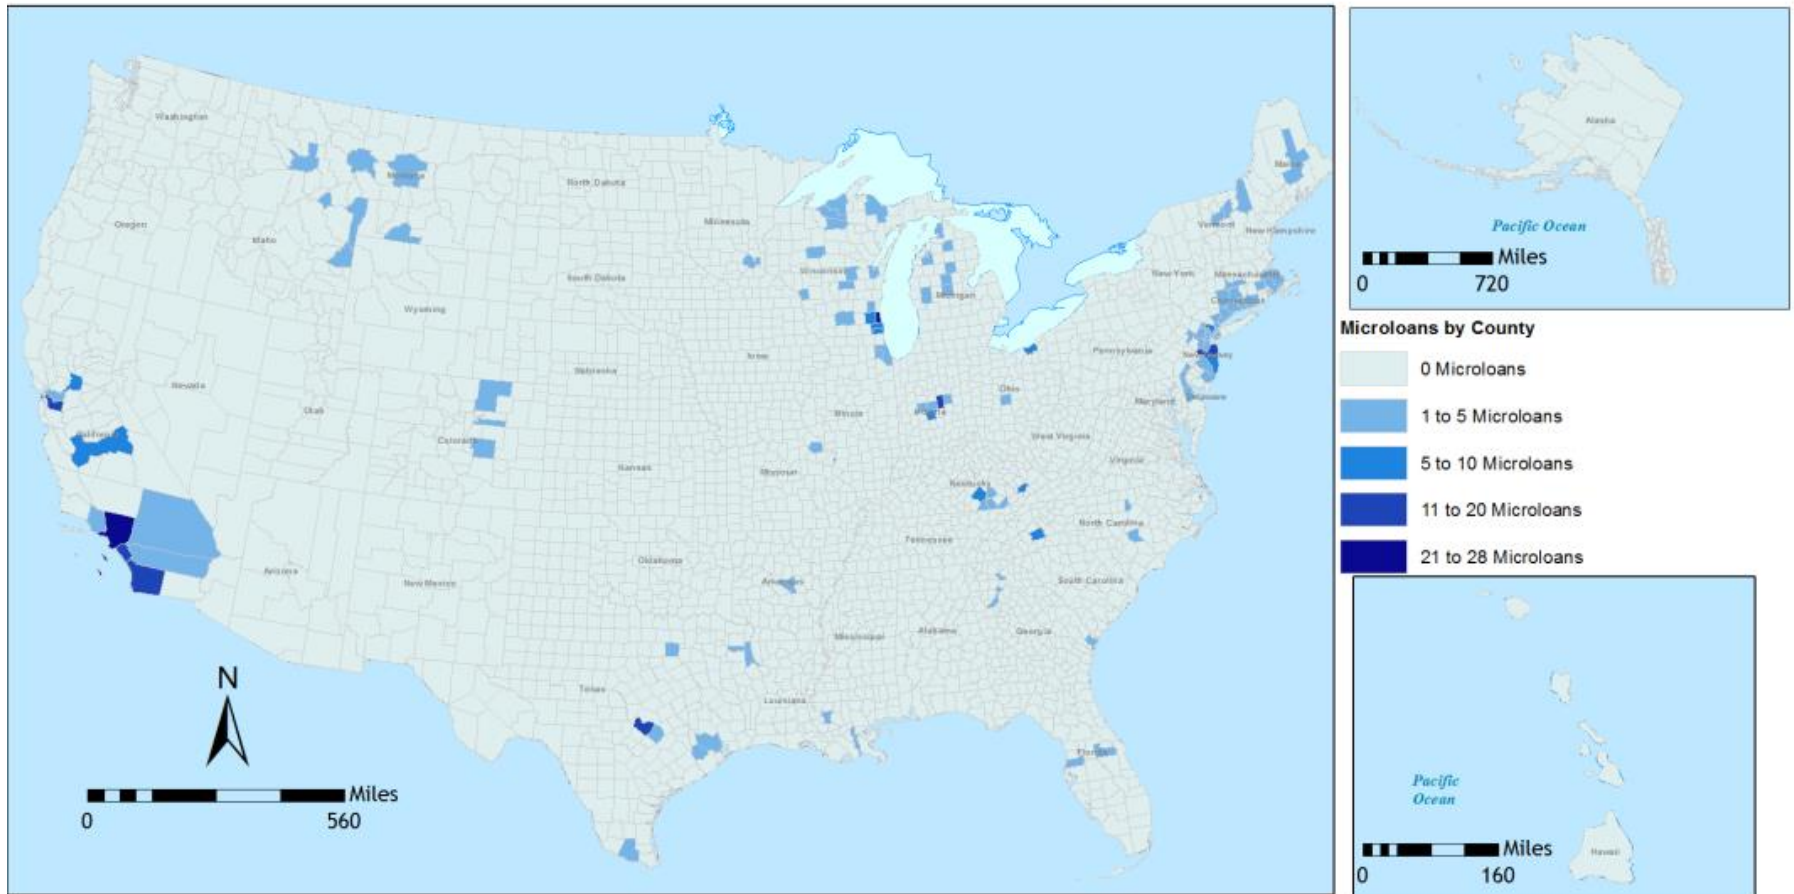 Washington
Montana
North Dakota
Minnesota
Maine
Oregon
Idaho
Vermont
New Hampshire
South Dakota
Wisconsin
New York
Massachusetts
Michigan
Connecticut
Wyoming
Iowa
Pennsylvania
New Jersey
Nevada
Nebraska
Ohio
Utah
Illinois
Indiana
Maryland
Delaware
California
Colorado
Kansas
Missouri
West Virginia
Virginia
Kentucky
North Carolina
Tennessee
Oklahoma
Arizona
New Mexico
Arkansas
South Carolina
Mississippi
Alabama
Georgia
Texas
Louisiana
Florida
N
Miles
0 560
Alaska
Pacific Ocean
Miles
0 720
Microloans by County
0 Microloans
1 to 5 Microloans
5 to 10 Microloans
11 to 20 Microloans
21 to 28 Microloans
Pacific
Ocean
Hawaii
Miles
0 160